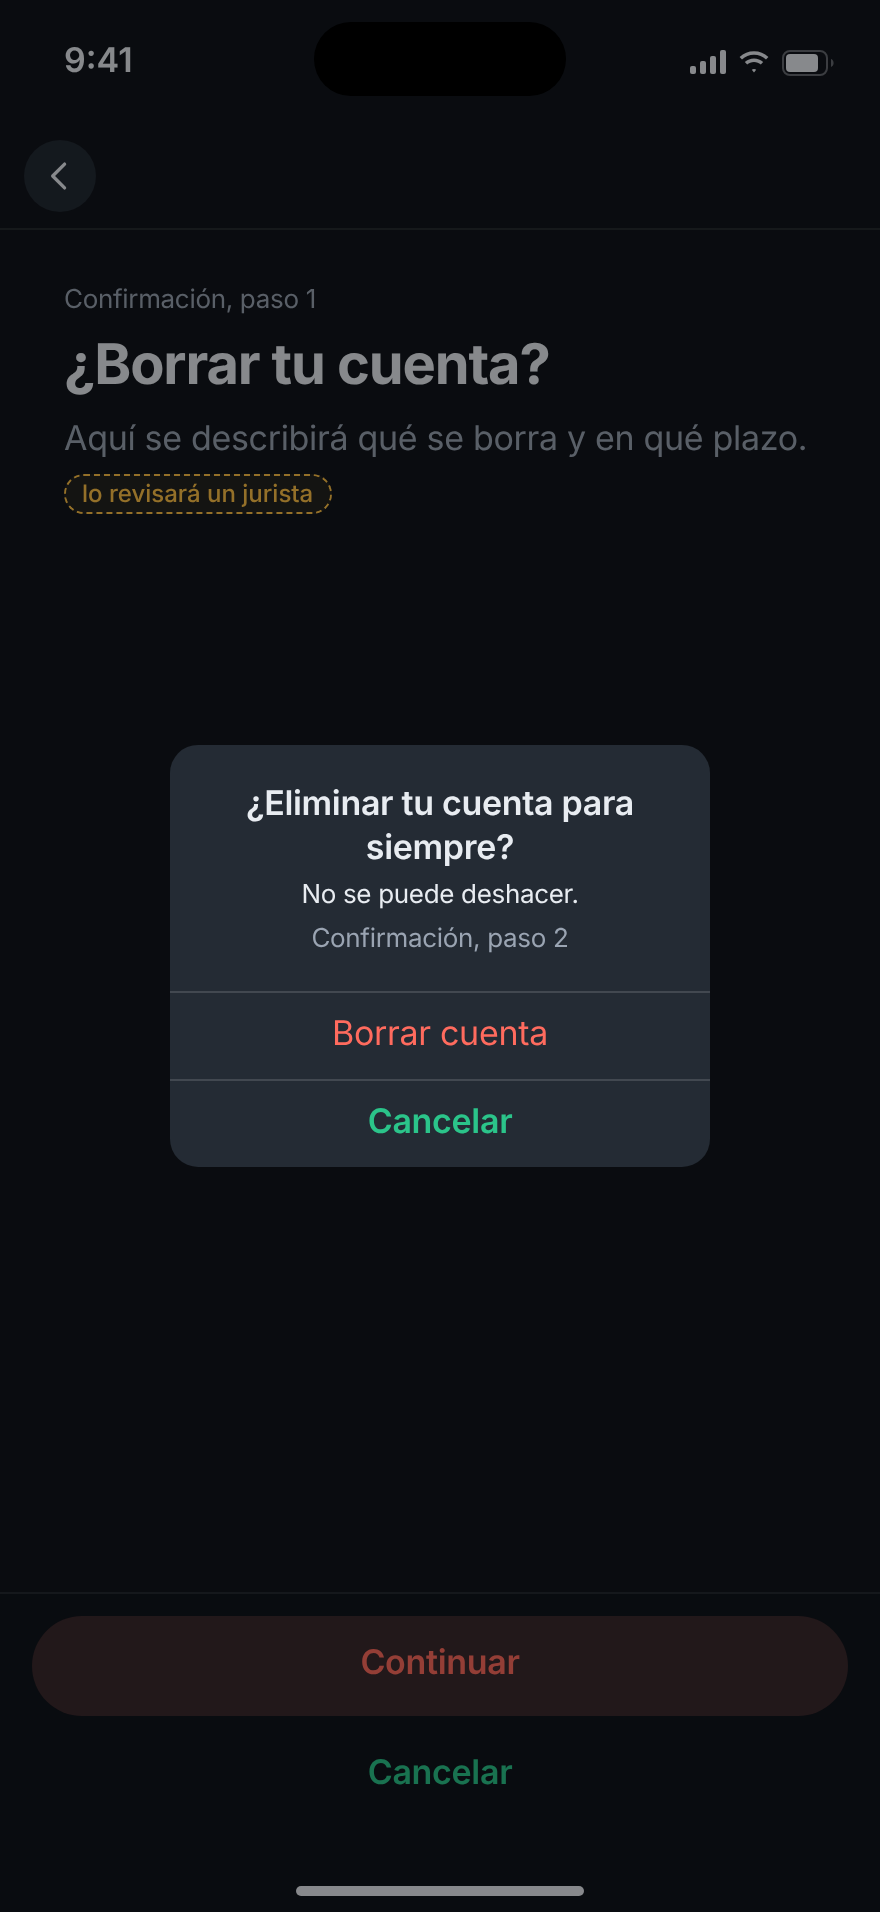 9:41
Confirmación, paso 1
¿Borrar tu cuenta?
Aquí se describirá qué se borra y en qué plazo.
lo revisará un jurista
¿Eliminar tu cuenta para
siempre?
No se puede deshacer.
Confirmación, paso 2
Borrar cuenta
Cancelar
Continuar
Cancelar